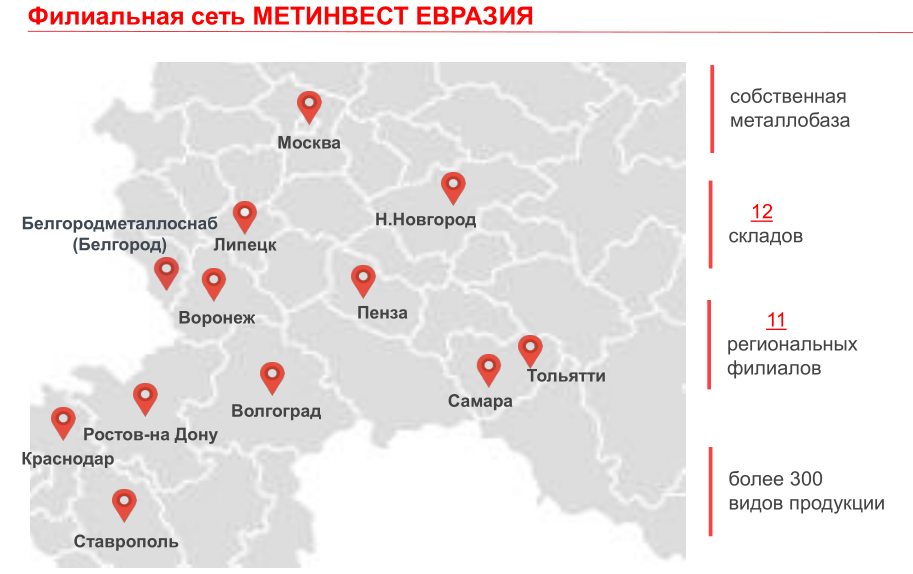 Филиальная сеть МЕТИНВЕСТ ЕВРАЗИЯ
Москва
Н.Новгород
Белгородметаллоснаб
(Белгород)
Липецк
Воронеж
Пенза
Тольятти
Самара
Волгоград
Ростов-на Дону
Краснодар
Ставрополь
собственная
металлобаза
12
складов
11
региональных
филиалов
более 300
видов продукции